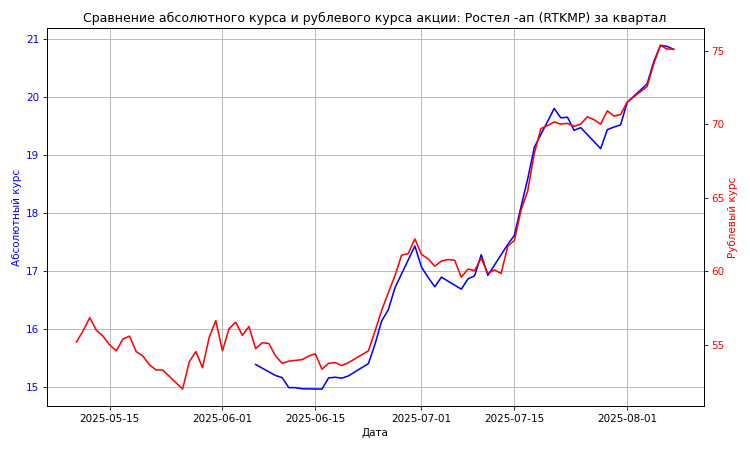 Сравнение абсолютного курса и рублевого курса акции: Ростел -ап (RTKMP) за квартал
21
20
19
18
17
16
15
Абсолютный курс
75
70
65
60
55
Рублевый курс
2025-05-15 2025-06-01 2025-06-15 2025-07-01 2025-07-15 2025-08-01
Дата